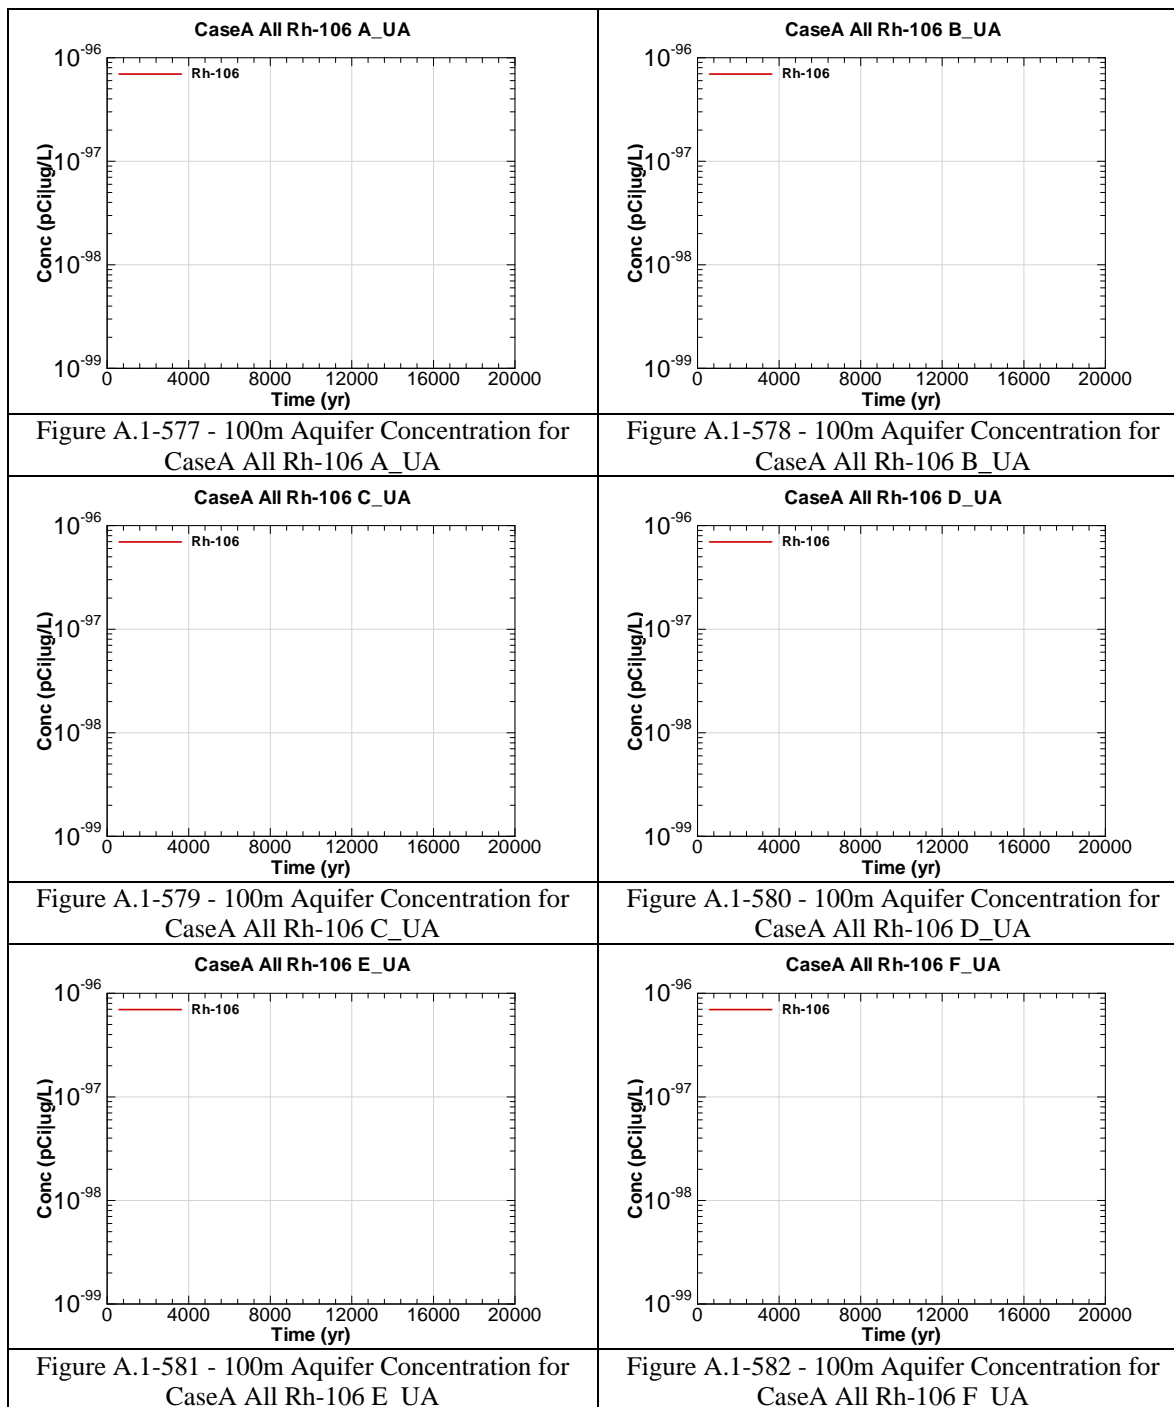 CaseA All Rh-106 A_UA
10-96
Rh-106
10-97
10-98
10-99
Conc (pCi|ug/L)
0 4000 8000 12000 16000 20000
Time (yr)
Figure A.1-577 - 100m Aquifer Concentration for
CaseA All Rh-106 A_UA
CaseA All Rh-106 B_UA
10-96
Rh-106
10-97
10-98
10-99
Conc (pCi|ug/L)
0 4000 8000 12000 16000 20000
Time (yr)
Figure A.1-578 - 100m Aquifer Concentration for
CaseA All Rh-106 B_UA
CaseA All Rh-106 C_UA
10-96
Rh-106
10-97
10-98
10-99
Conc (pCi|ug/L)
0 4000 8000 12000 16000 20000
Time (yr)
Figure A.1-579 - 100m Aquifer Concentration for
CaseA All Rh-106 C_UA
CaseA All Rh-106 D_UA
10-96
Rh-106
10-97
10-98
10-99
Conc (pCi|ug/L)
0 4000 8000 12000 16000 20000
Time (yr)
Figure A.1-580 - 100m Aquifer Concentration for
CaseA All Rh-106 D_UA
CaseA All Rh-106 E_UA
10-96
Rh-106
10-97
10-98
10-99
Conc (pCi|ug/L)
0 4000 8000 12000 16000 20000
Time (yr)
Figure A.1-581 - 100m Aquifer Concentration for
CaseA All Rh-106 E_UA
CaseA All Rh-106 F_UA
10-96
Rh-106
10-97
10-98
10-99
Conc (pCi|ug/L)
0 4000 8000 12000 16000 20000
Time (yr)
Figure A.1-582 - 100m Aquifer Concentration for
CaseA All Rh-106 F_UA